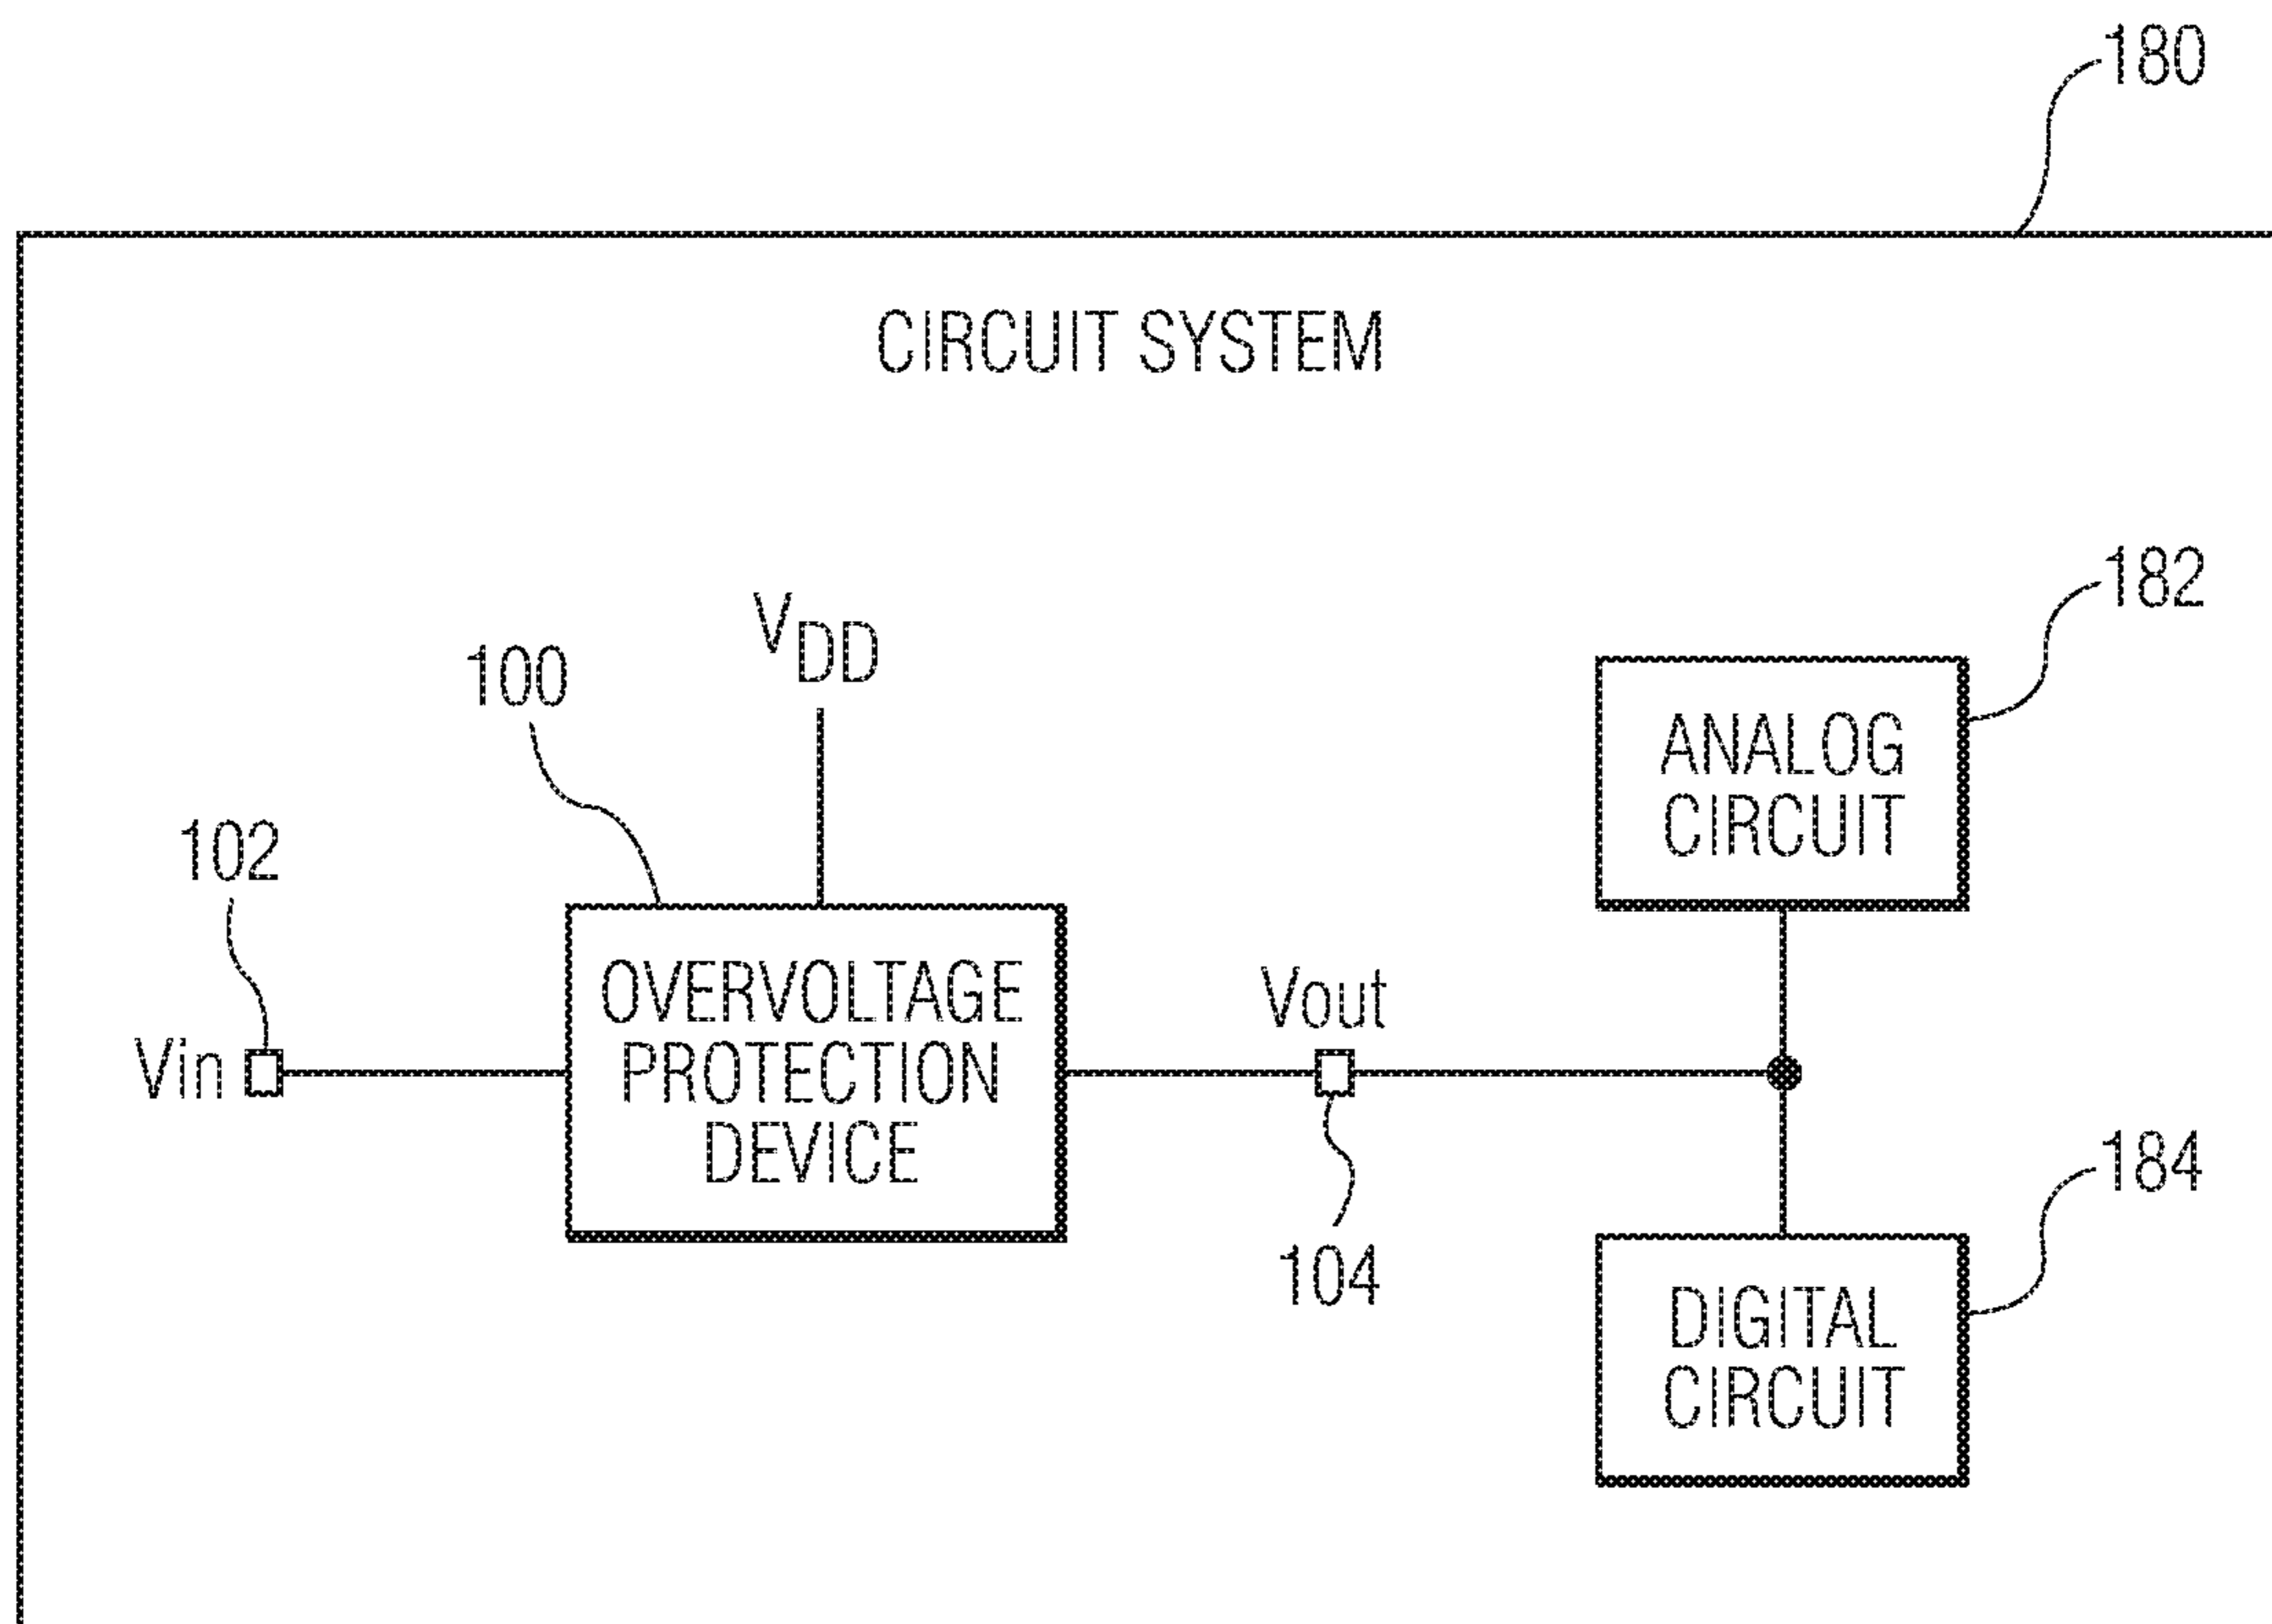 180
CIRCUIT SYSTEM
182
VDD
100
ANALOG
CIRCUIT
102
OVERVOLTAGE
PROTECTION
DEVICE
Vin
Vout
184
104
DIGITAL
CIRCUIT